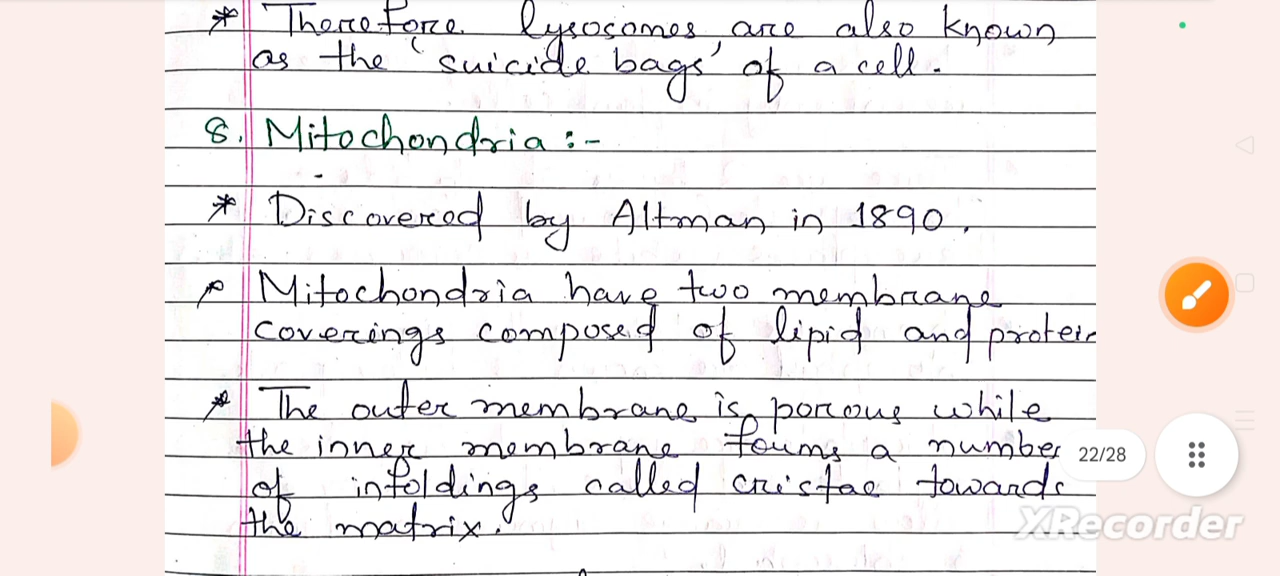 * Therefore lysosomes are also known
as the 'suicide bags' of a cell.
8. Mitochondria :-
* Discovered by Altman in 1890.
* Mitochondria have two membrane
coverings composed of lipid and protein
* The outer membrane is porous while
the inner membrane foums a number
of infoldings called cristae towards
the matrix.
22/28
XRecorder